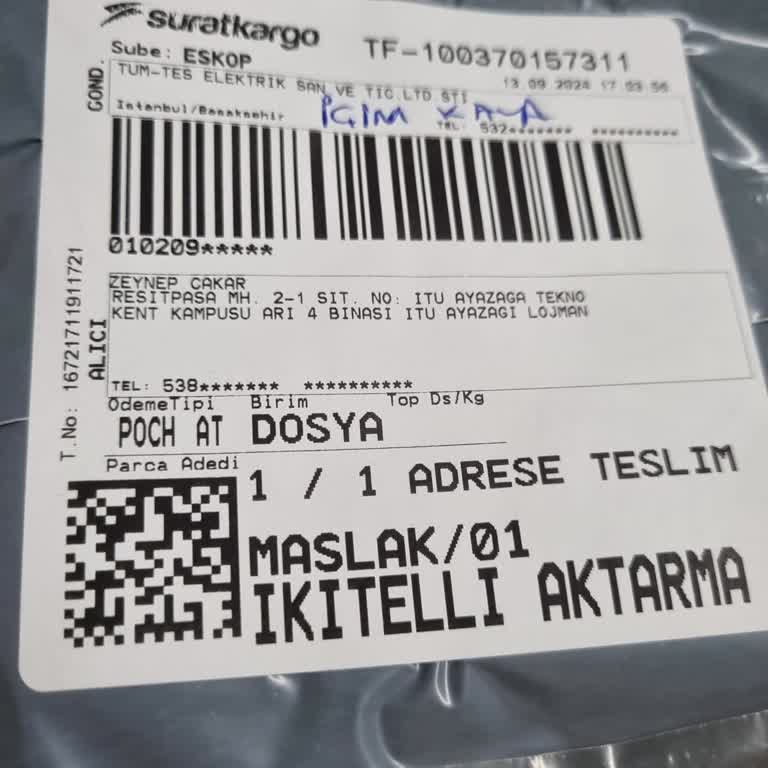 suratkargo
TF-100370157311
Sube: ESKOP
13.09.2024 17:03:56
GOND.
TUM-TES ELEKTRIK SAN VE TIC.LTD.STI
Istanbul/Basaksehir
KAYA
TEL: 532******* **********
010209*****
T.No: 16721711911721
ALICI
ZEYNEP CAKAR
RESITPASA MH. 2-1 SIT. NO: ITU AYAZAGA TEKNO
KENT KAMPUSU ARI 4 BINASI ITU AYAZAGI LOJMAN
TEL: 538******* **********
OdemeTipi Birim Top Ds/Kg
POCH AT DOSYA
Parca Adedi
1 / 1 ADRESE TESLIM
MASLAK/01
IKITELLI AKTARMA